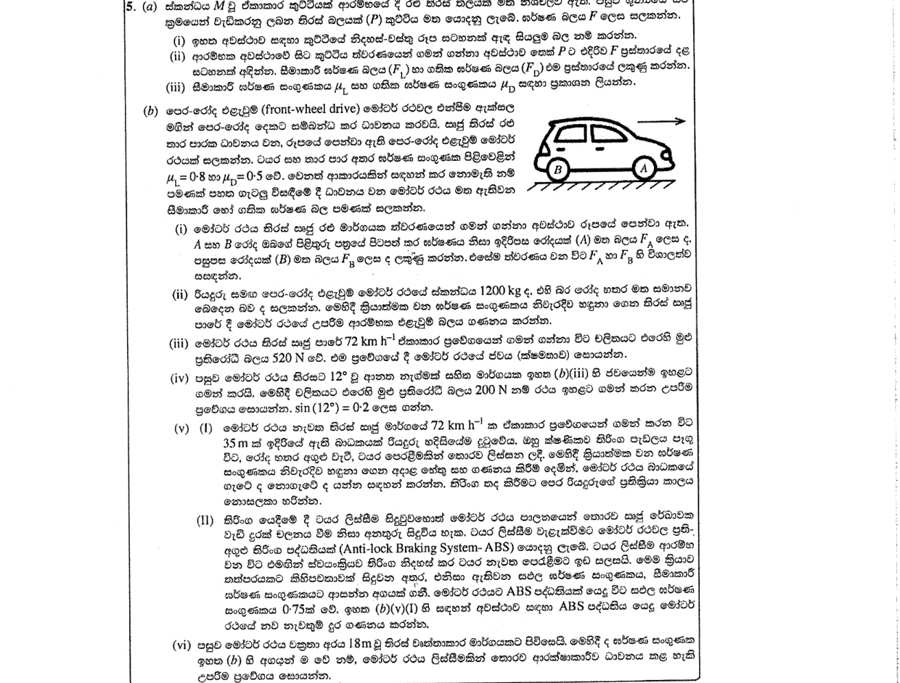 5. (a) ස්කන්ධය M වූ ඒකාකාර කුට්ටියක් ආරම්භයේ දී රළු තිරස් තලයක් මත නිශ්චලව ඇත.
ක්‍රමයෙන් වැඩිකරනු ලබන තිරස් බලයක් (P) කුට්ටිය මත යොදනු ලැබේ. ඝර්ෂණ බලය F ලෙස සලකන්න.
(i) ඉහත අවස්ථාව සඳහා කුට්ටියේ නිදහස්-වස්තු රූප සටහනක් ඇඳ සියලුම බල නම් කරන්න.
(ii) ආරම්භක අවස්ථාවේ සිට කුට්ටිය ත්වරණයෙන් ගමන් ගන්නා අවස්ථාව තෙක් P ට එදිරිව F ප්‍රස්තාරයේ දළ
සටහනක් අඳින්න. සීමාකාරී ඝර්ෂණ බලය (F_L) හා ගතික ඝර්ෂණ බලය (F_D) එම ප්‍රස්තාරයේ ලකුණු කරන්න.
(iii) සීමාකාරී ඝර්ෂණ සංගුණකය μ_L සහ ගතික ඝර්ෂණ සංගුණකය μ_D සඳහා ප්‍රකාශන ලියන්න.
(b) පෙර-රෝද එළැවුම් (front-wheel drive) මෝටර් රථවල එන්ජිම ඇක්සල
මගින් පෙර-රෝද දෙකට සම්බන්ධ කර ධාවනය කරවයි. සෘජු තිරස් රළු
තාර පාරක ධාවනය වන, රූපයේ පෙන්වා ඇති පෙර-රෝද එළැවුම් මෝටර්
රථයක් සලකන්න. ටයර සහ තාර පාර අතර ඝර්ෂණ සංගුණක පිළිවෙළින්
μ_L = 0·8 හා μ_D = 0·5 වේ. වෙනත් ආකාරයකින් සඳහන් කර නොමැති නම්
පමණක් පහත ගැටලු විසඳීමේ දී ධාවනය වන මෝටර් රථය මත ඇතිවන
සීමාකාරී හෝ ගතික ඝර්ෂණ බල පමණක් සලකන්න.
B A
(i) මෝටර් රථය තිරස් සෘජු රළු මාර්ගයක ත්වරණයෙන් ගමන් ගන්නා අවස්ථාව රූපයේ පෙන්වා ඇත.
A සහ B රෝද ඔබගේ පිළිතුරු පත්‍රයේ පිටපත් කර ඝර්ෂණය නිසා ඉදිරිපස රෝදයක් (A) මත බලය F_A ලෙස ද,
පසුපස රෝදයක් (B) මත බලය F_B ලෙස ද ලකුණු කරන්න. එසේම ත්වරණය වන විට F_A හා F_B හි විශාලත්ව
සසඳන්න.
(ii) රියදුරු සමඟ පෙර-රෝද එළැවුම් මෝටර් රථයේ ස්කන්ධය 1200 kg ද, එහි බර රෝද හතර මත සමානව
බෙදෙන බව ද සලකන්න. මෙහිදී ක්‍රියාත්මක වන ඝර්ෂණ සංගුණකය නිවැරදිව හඳුනා ගෙන තිරස් සෘජු
පාරේ දී මෝටර් රථයේ උපරිම ආරම්භක එළැවුම් බලය ගණනය කරන්න.
(iii) මෝටර් රථය තිරස් සෘජු පාරේ 72 km h⁻¹ ඒකාකාර ප්‍රවේගයෙන් ගමන් ගන්නා විට චලිතයට එරෙහි මුළු
ප්‍රතිරෝධී බලය 520 N වේ. එම ප්‍රවේගයේ දී මෝටර් රථයේ ජවය (ක්ෂමතාව) සොයන්න.
(iv) පසුව මෝටර් රථය තිරසට 12° වූ ආනත නැග්මක් සහිත මාර්ගයක ඉහත (b)(iii) හි ජවයෙන්ම ඉහළට
ගමන් කරයි. මෙහිදී චලිතයට එරෙහි මුළු ප්‍රතිරෝධී බලය 200 N නම් රථය ඉහළට ගමන් කරන උපරිම
ප්‍රවේගය සොයන්න. sin (12°) = 0·2 ලෙස ගන්න.
(v) (I) මෝටර් රථය නැවත තිරස් සෘජු මාර්ගයේ 72 km h⁻¹ ක ඒකාකාර ප්‍රවේගයෙන් ගමන් කරන විට
35 m ක් ඉදිරියේ ඇති බාධකයක් රියදුරු හදිසියේම දුටුවේය. ඔහු ක්ෂණිකව තිරිංග පැඩලය පෑගූ
විට, රෝද හතර අගුළු වැටී, ටයර පෙරළීමකින් තොරව ලිස්සන ලදී. මෙහිදී ක්‍රියාත්මක වන ඝර්ෂණ
සංගුණකය නිවැරදිව හඳුනා ගෙන අදාළ හේතු සහ ගණනය කිරීම් දෙමින්, මෝටර් රථය බාධකයේ
ගැටේ ද නොගැටේ ද යන්න සඳහන් කරන්න. තිරිංග තද කිරීමට පෙර රියදුරුගේ ප්‍රතික්‍රියා කාලය
නොසලකා හරින්න.
(II) තිරිංග යෙදීමේ දී ටයර ලිස්සීම සිදුවුවහොත් මෝටර් රථය පාලනයෙන් තොරව සෘජු රේඛාවක
වැඩි දුරක් චලනය වීම නිසා අනතුරු සිදුවිය හැක. ටයර ලිස්සීම වැළැක්වීමට මෝටර් රථවල ප්‍රති-
අගුළු තිරිංග පද්ධතියක් (Anti-lock Braking System- ABS) යොදනු ලැබේ. ටයර ලිස්සීම ආරම්භ
වන විට එමඟින් ස්වයංක්‍රියව තිරිංග නිදහස් කර ටයර නැවත පෙරළීමට ඉඩ සලසයි. මෙම ක්‍රියාව
තත්පරයකට කිහිපවතාවක් සිදුවන අතර, එනිසා ඇතිවන සඵල ඝර්ෂණ සංගුණකය, සීමාකාරී
ඝර්ෂණ සංගුණකයට ආසන්න අගයක් ගනී. මෝටර් රථයට ABS පද්ධතියක් යෙදූ විට සඵල ඝර්ෂණ
සංගුණකය 0·75ක් වේ. ඉහත (b)(v)(I) හි සඳහන් අවස්ථාව සඳහා ABS පද්ධතිය යෙදූ මෝටර්
රථයේ නව නැවතුම් දුර ගණනය කරන්න.
(vi) පසුව මෝටර් රථය වක්‍රතා අරය 18 m වූ තිරස් වෘත්තාකාර මාර්ගයකට පිවිසෙයි. මෙහිදී ද ඝර්ෂණ සංගුණක
ඉහත (b) හි අගයන් ම වේ නම්, මෝටර් රථය ලිස්සීමකින් තොරව ආරක්ෂාකාරීව ධාවනය කළ හැකි
උපරිම ප්‍රවේගය සොයන්න.